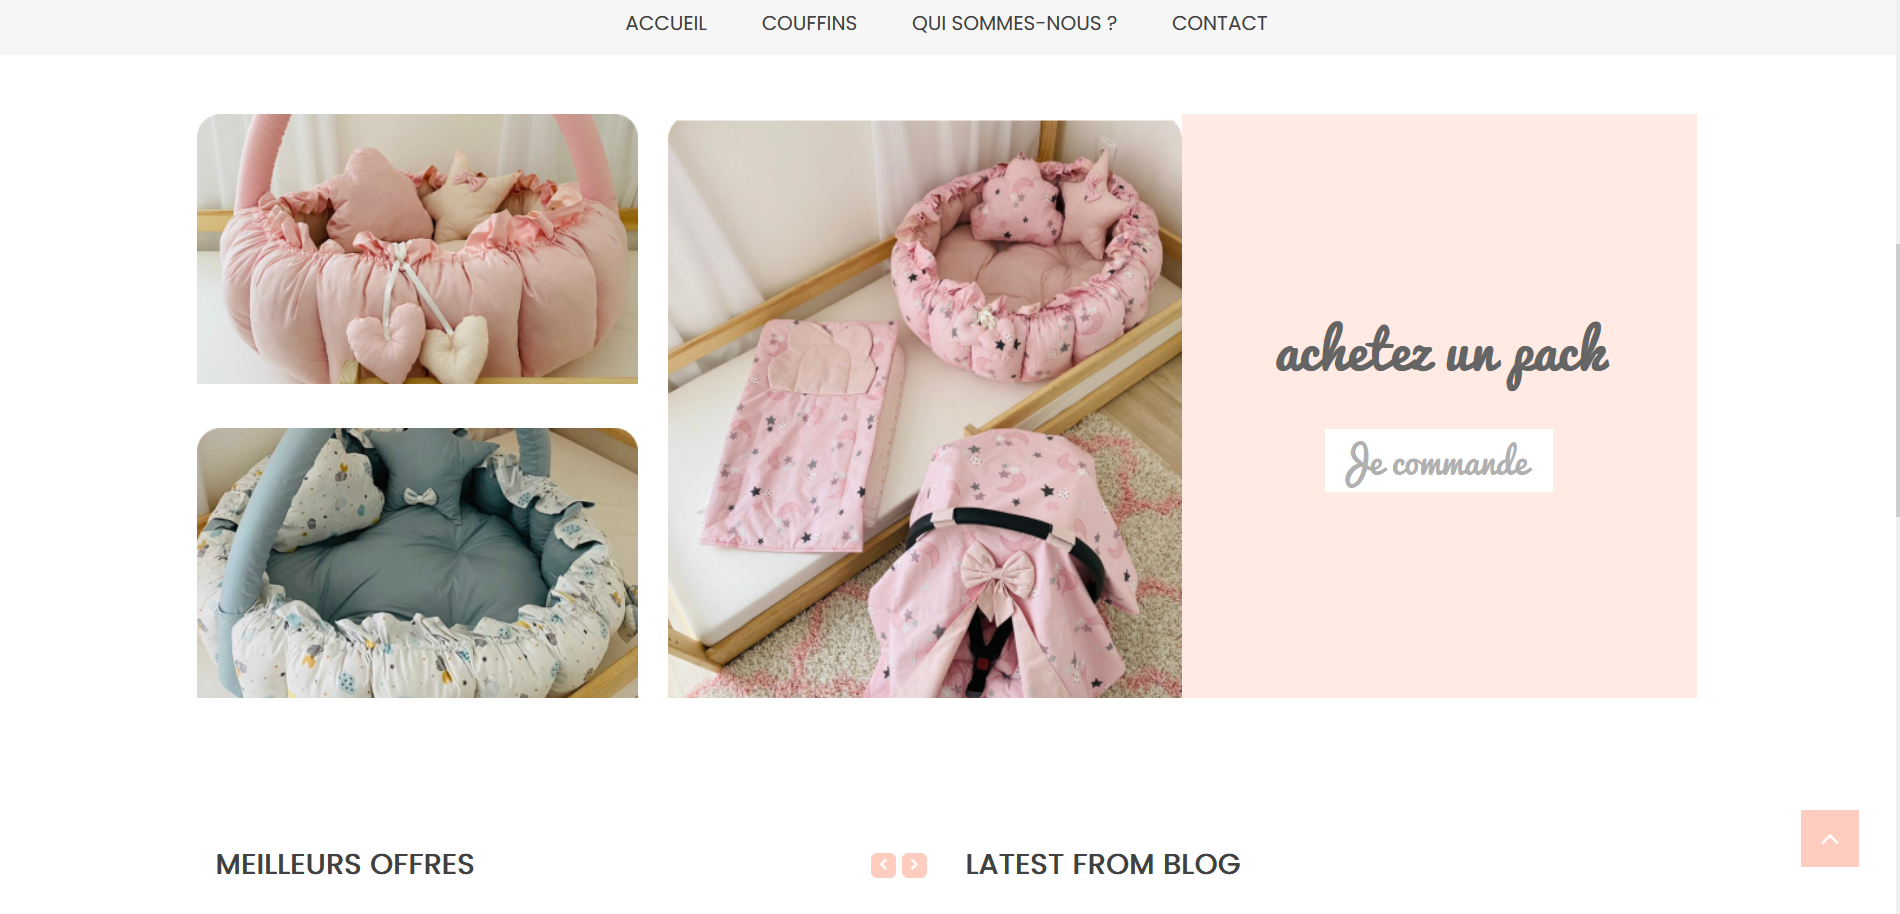 ACCUEIL COUFFINS QUI SOMMES-NOUS ? CONTACT
achetez un pack
Je commande
MEILLEURS OFFRES
LATEST FROM BLOG